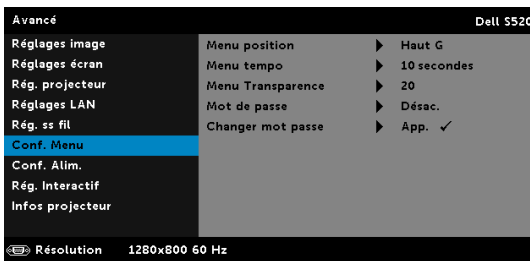 Avancé Dell S520
Réglages image
Réglages écran
Rég. projecteur
Réglages LAN
Rég. ss fil
Conf. Menu
Conf. Alim.
Rég. Interactif
Infos projecteur
Menu position Haut G
Menu tempo 10 secondes
Menu Transparence 20
Mot de passe Désac.
Changer mot passe App. ✓
Résolution 1280x800 60 Hz